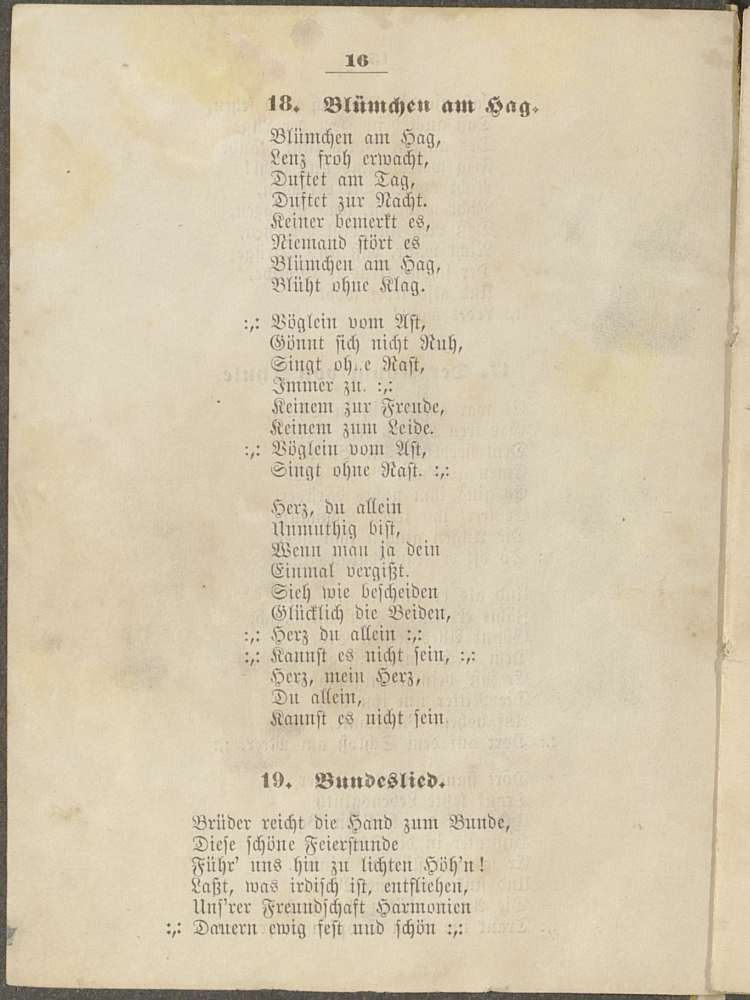 16
18. Blümchen am Hag.
Blümchen am Hag,
Lenz froh erwacht,
Duftet am Tag,
Duftet zur Nacht.
Keiner bemerkt es,
Niemand stört es
Blümchen am Hag,
Blüht ohne Klag.
:,: Vöglein vom Ast,
Gönnt sich nicht Ruh,
Singt oh..e Rast,
Immer zu. :,:
Keinem zur Freude,
Keinem zum Leide.
:,: Vöglein vom Ast,
Singt ohne Rast. :,:
Herz, du allein
Unmuthig bist,
Wenn man ja dein
Einmal vergißt.
Sieh wie bescheiden
Glücklich die Beiden,
:,: Herz du allein :,:
:,: Kannst es nicht sein, :,:
Herz, mein Herz,
Du allein,
Kannst es nicht sein.
19. Bundeslied.
Brüder reicht die Hand zum Bunde,
Diese schöne Feierstunde
Führ' uns hin zu lichten Höh'n!
Laßt, was irdisch ist, entfliehen,
Uns'rer Freundschaft Harmonien
:,: Dauern ewig fest und schön :,: